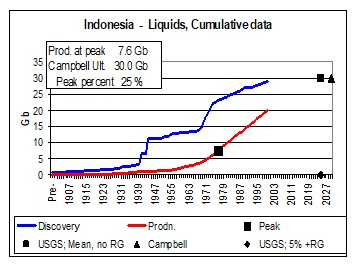 Indonesia - Liquids, Cumulative data
Prod. at peak 7.6 Gb
Campbell Ult. 30.0 Gb
Peak percent 25 %
35
30
25
20
15
10
5
0
Gb
Pre- 1907 1915 1923 1931 1939 1947 1955 1963 1971 1979 1987 1995 2003 2011 2019 2027
Discovery Prodn. Peak
USGS; Mean, no RG Campbell USGS; 5% +RG